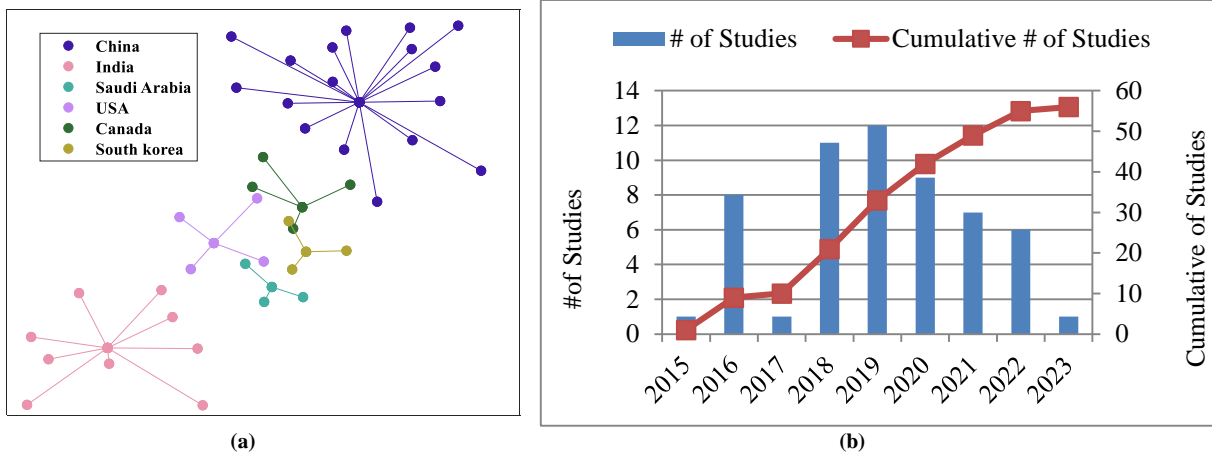 China
India
Saudi Arabia
USA
Canada
South korea
(a)
# of Studies
Cumulative # of Studies
#of Studies
14
12
10
8
6
4
2
0
60
50
40
30
20
10
0
Cumulative of Studies
2015
2016
2017
2018
2019
2020
2021
2022
2023
(b)